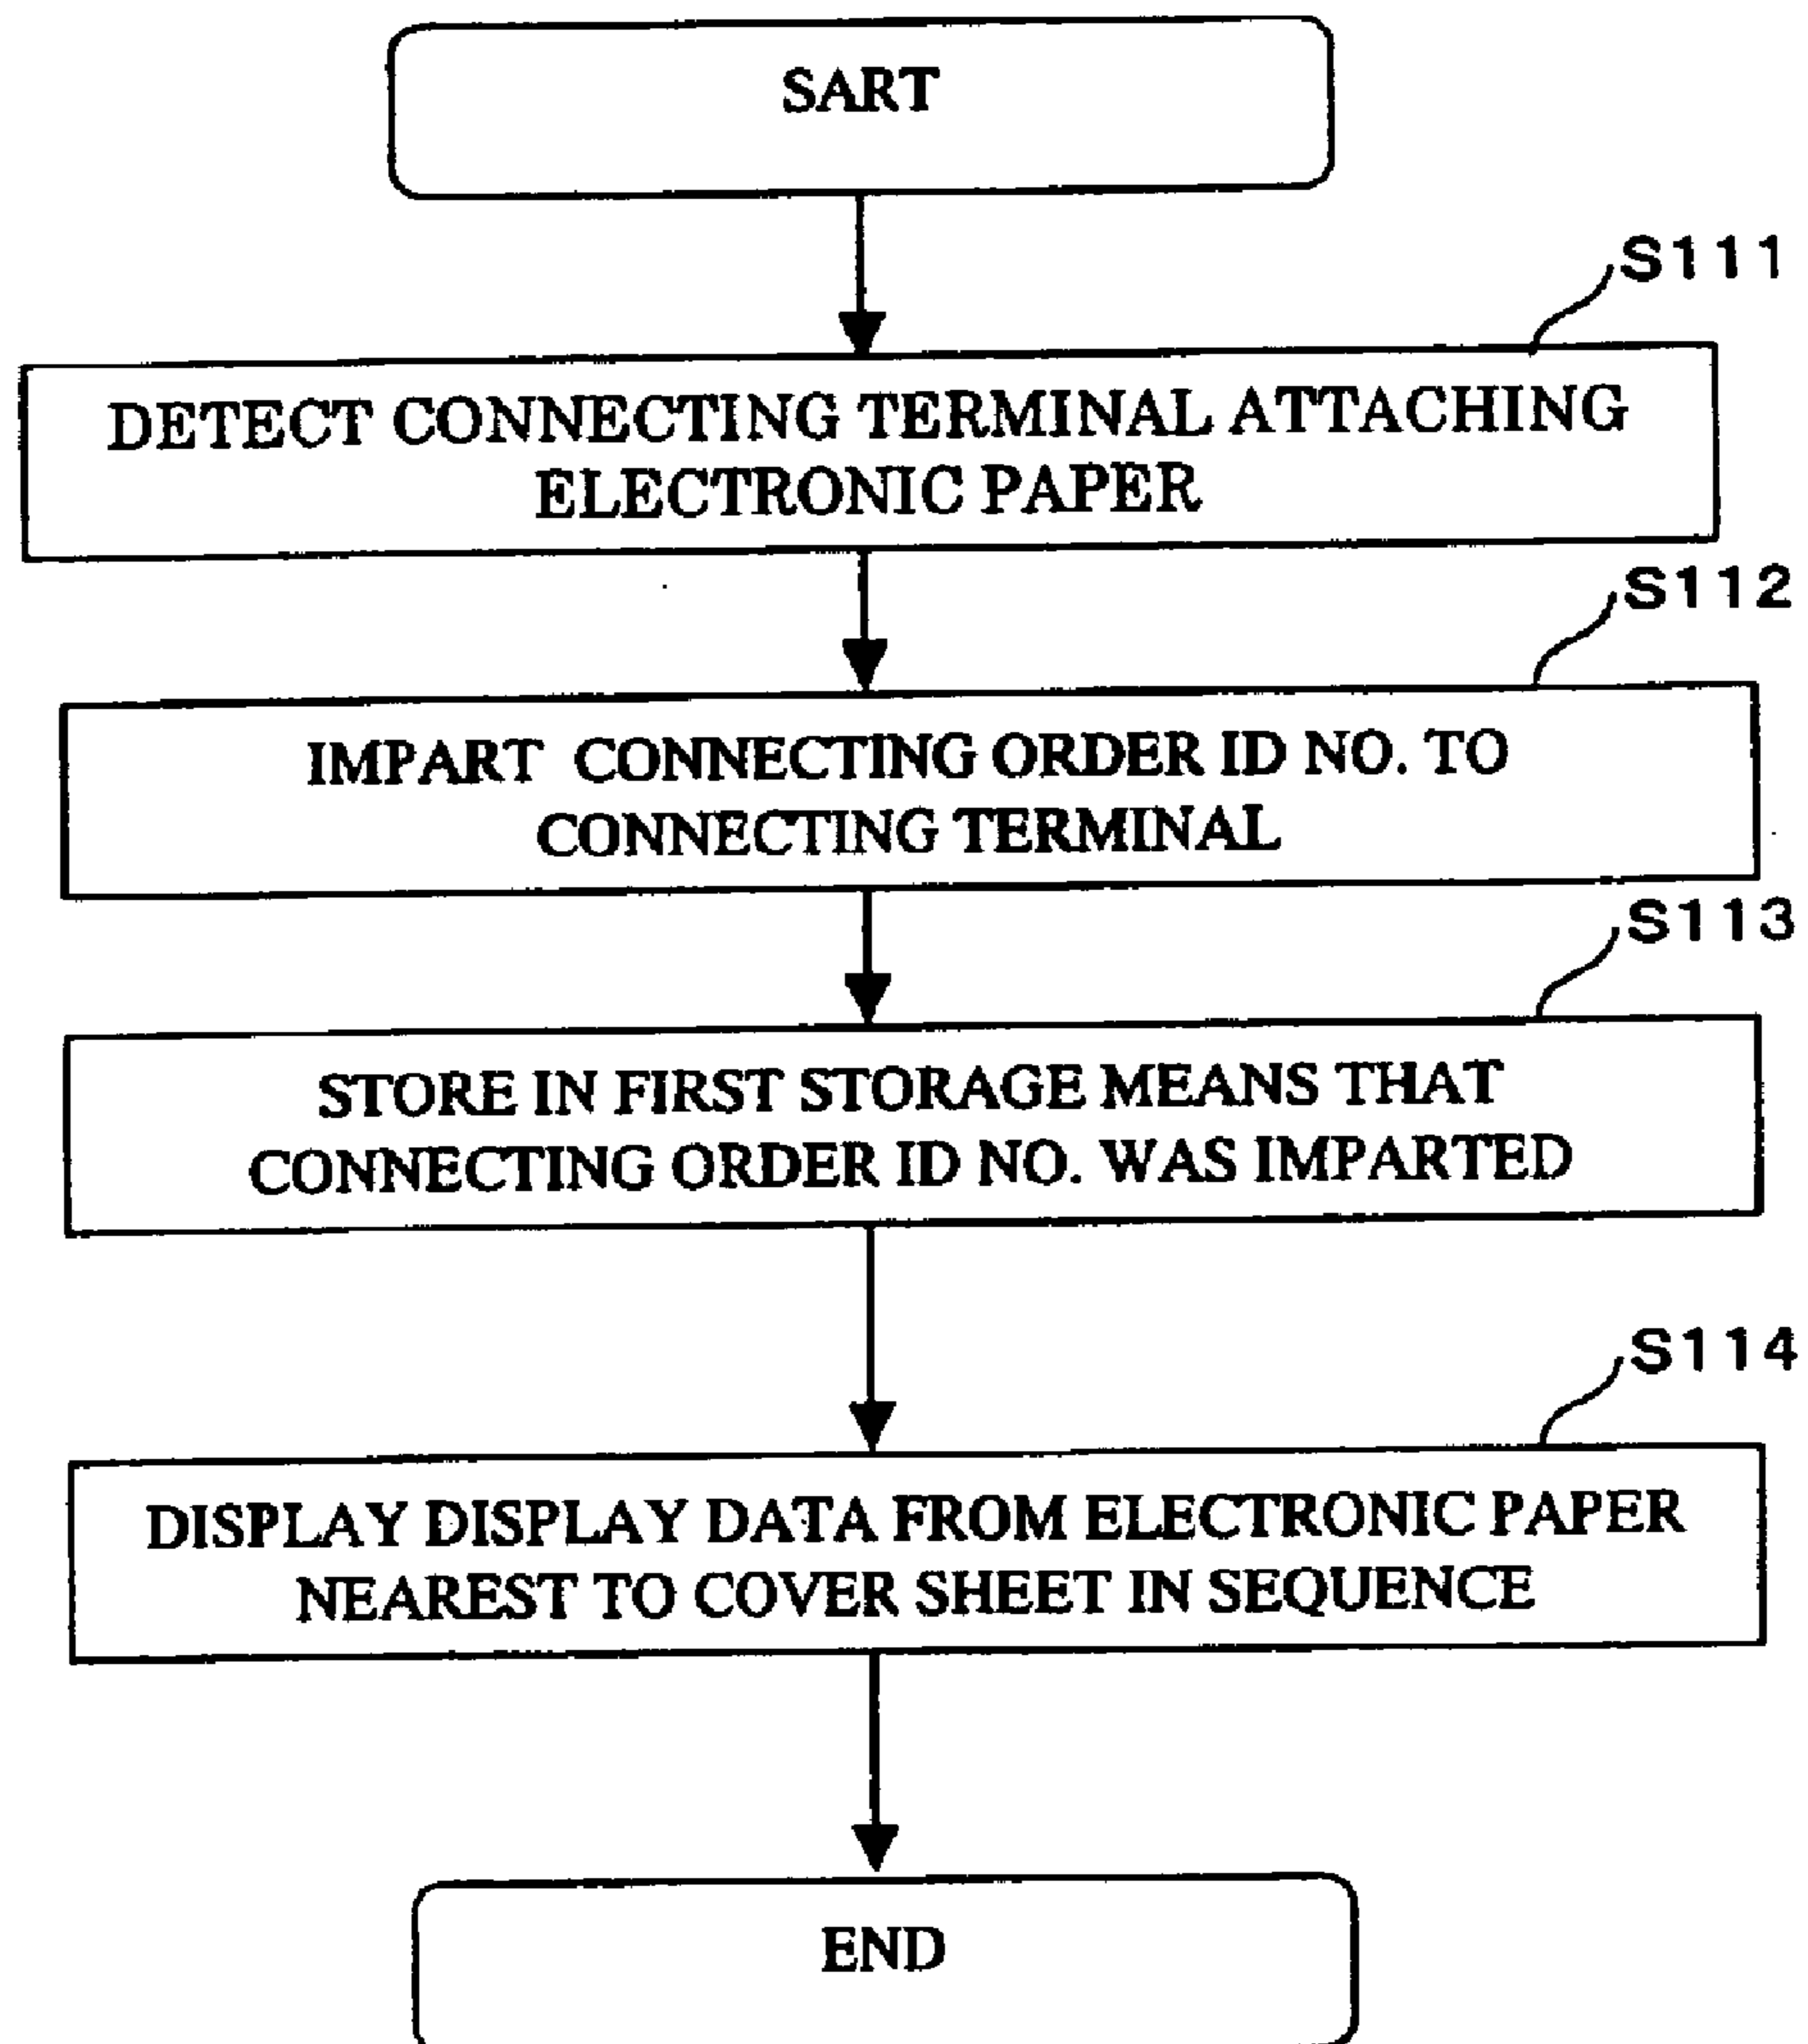 SART
S111
DETECT CONNECTING TERMINAL ATTACHING
ELECTRONIC PAPER
S112
IMPART CONNECTING ORDER ID NO. TO
CONNECTING TERMINAL
S113
STORE IN FIRST STORAGE MEANS THAT
CONNECTING ORDER ID NO. WAS IMPARTED
S114
DISPLAY DISPLAY DATA FROM ELECTRONIC PAPER
NEAREST TO COVER SHEET IN SEQUENCE
END